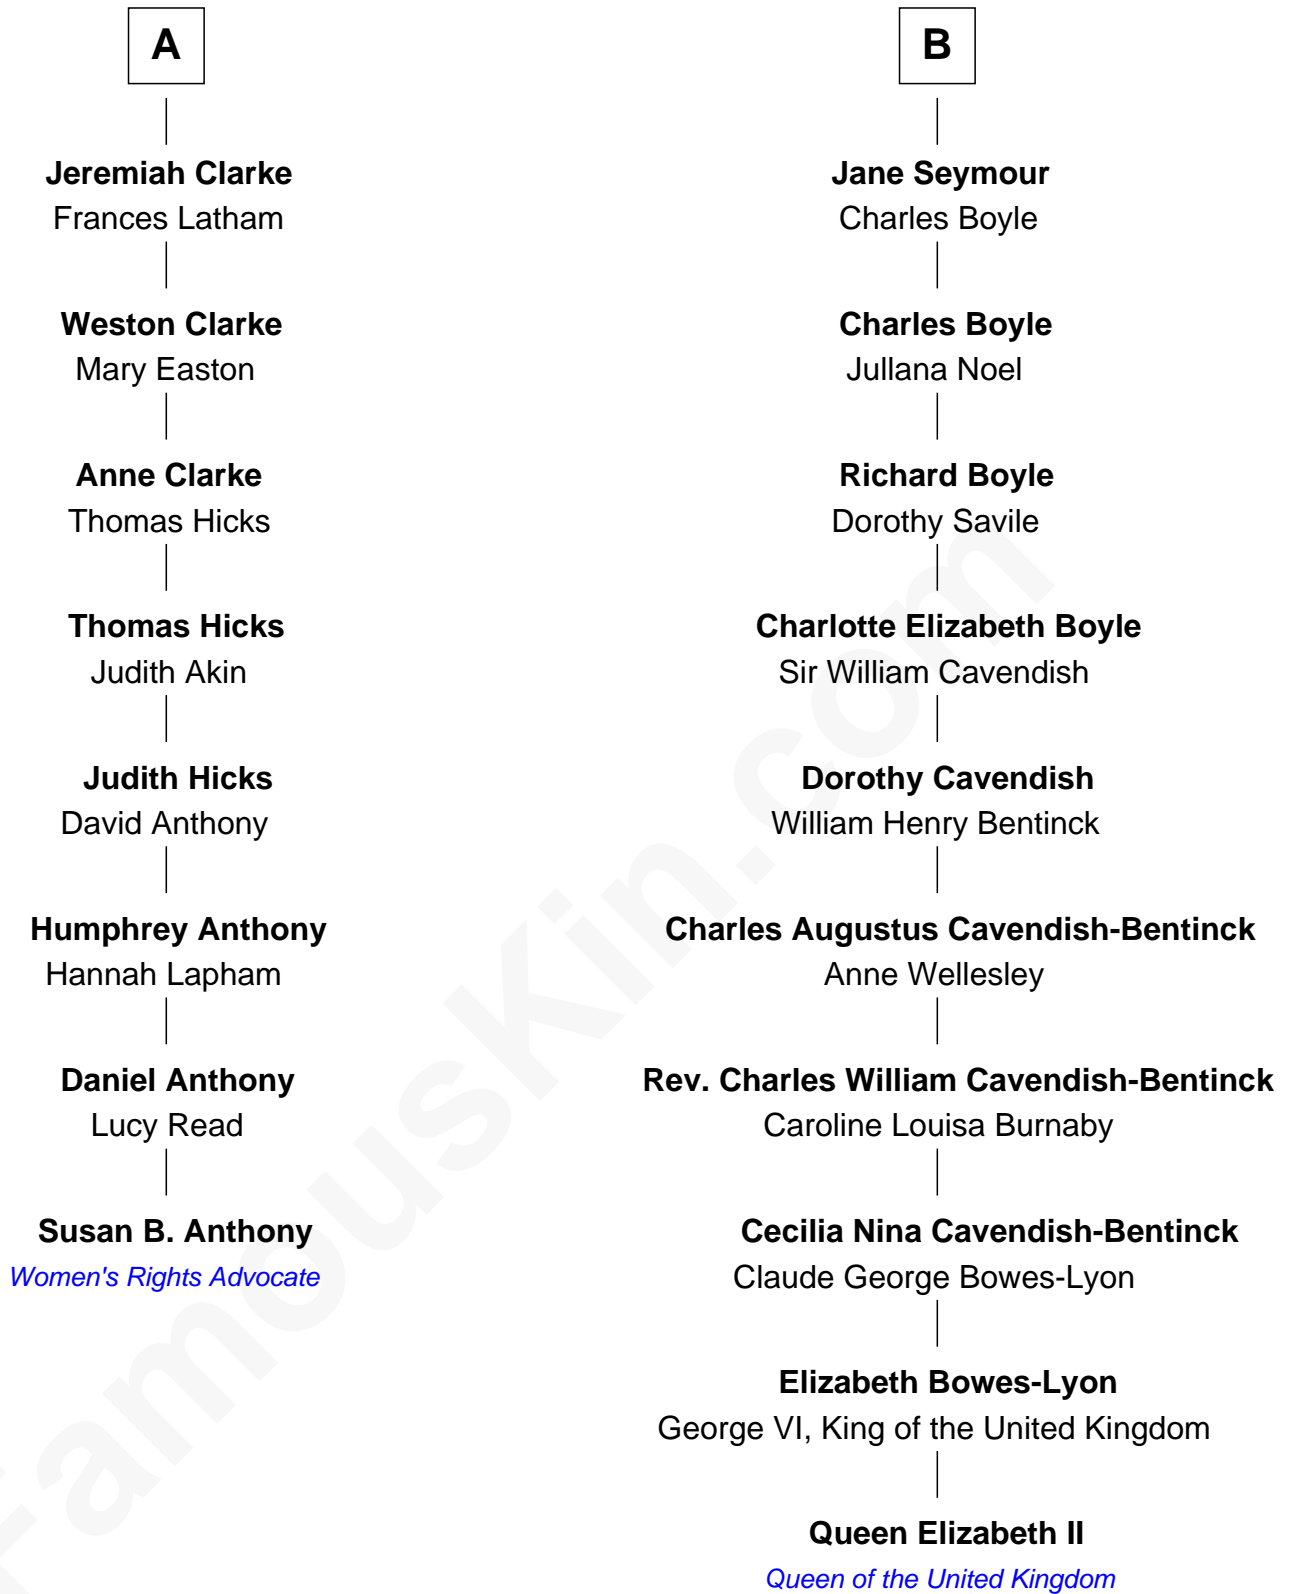 A
Jeremiah Clarke
Frances Latham
Weston Clarke
Mary Easton
Anne Clarke
Thomas Hicks
Thomas Hicks
Judith Akin
Judith Hicks
David Anthony
Humphrey Anthony
Hannah Lapham
Daniel Anthony
Lucy Read
Susan B. Anthony
Women's Rights Advocate
B
Jane Seymour
Charles Boyle
Charles Boyle
Jullana Noel
Richard Boyle
Dorothy Savile
Charlotte Elizabeth Boyle
Sir William Cavendish
Dorothy Cavendish
William Henry Bentinck
Charles Augustus Cavendish-Bentinck
Anne Wellesley
Rev. Charles William Cavendish-Bentinck
Caroline Louisa Burnaby
Cecilia Nina Cavendish-Bentinck
Claude George Bowes-Lyon
Elizabeth Bowes-Lyon
George VI, King of the United Kingdom
Queen Elizabeth II
Queen of the United Kingdom
FamousKin.com